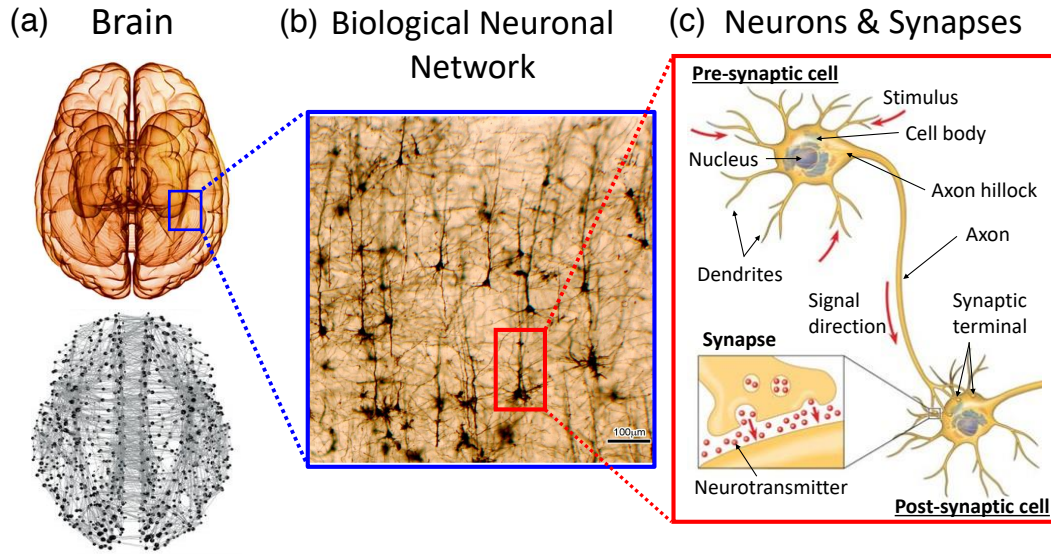 (a) Brain
(b) Biological Neuronal
Network
(c) Neurons & Synapses
Pre-synaptic cell
Stimulus
Cell body
Nucleus
Axon hillock
Axon
Dendrites
Signal
direction
Synaptic
terminal
Synapse
100μm
Neurotransmitter
Post-synaptic cell